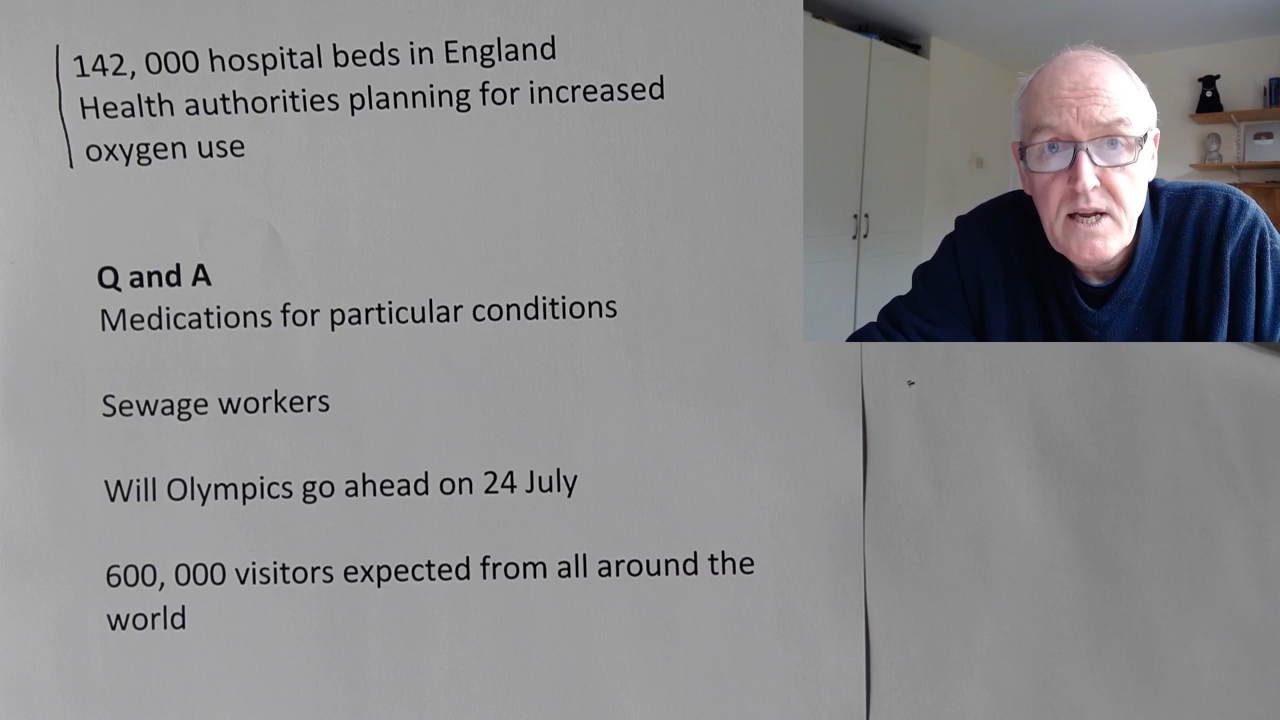 142, 000 hospital beds in England
Health authorities planning for increased
oxygen use
Q and A
Medications for particular conditions
Sewage workers
Will Olympics go ahead on 24 July
600, 000 visitors expected from all around the
world